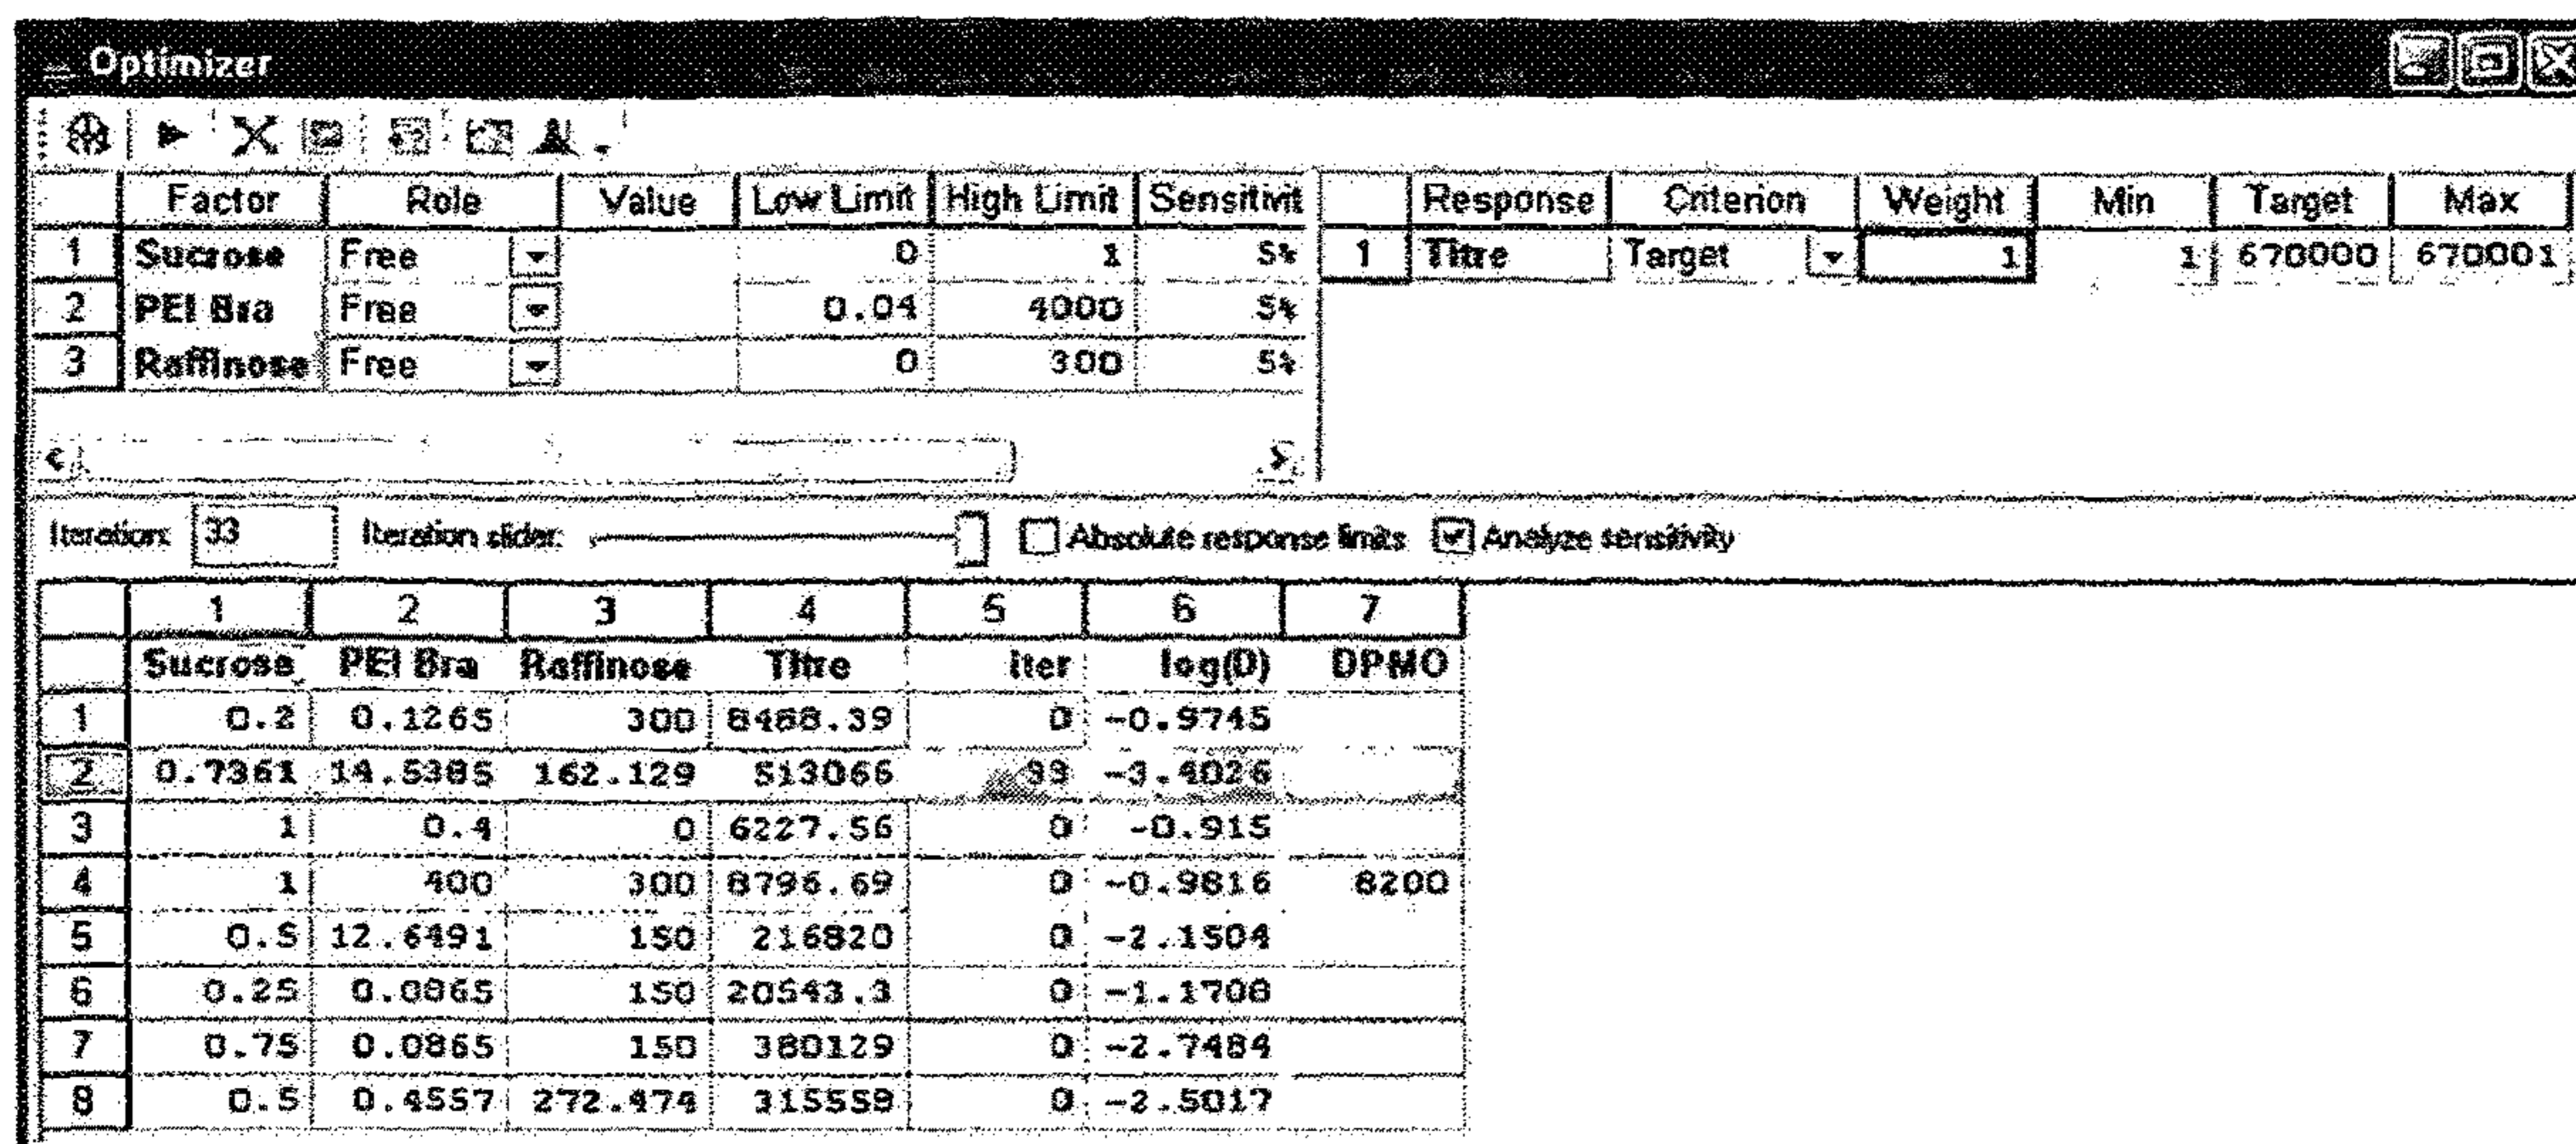 Optimizer
Factor Role Value Low Limit High Limit Sensitivit Response Criterion Weight Min Target Max
1 Sucrose Free 0 1 5% 1 Titre Target 1 1 670000 670001
2 PEI Bra Free 0.04 4000 5%
3 Raffinose Free 0 300 5%
Iteration: 33 Iteration slider: Absolute response limits Analyze sensitivity
1 2 3 4 5 6 7
Sucrose PEI Bra Raffinose Titre iter log(D) DPMO
1 0.2 0.1265 300 8488.39 0 -0.9745
2 0.7361 14.5385 162.129 513066 33 -3.4026
3 1 0.4 0 6227.56 0 -0.915
4 1 400 300 8796.69 0 -0.9816 8200
5 0.5 12.6491 150 216820 0 -2.1504
6 0.25 0.0865 150 20543.3 0 -1.1708
7 0.75 0.0865 150 380129 0 -2.7484
8 0.5 0.4557 272.474 315559 0 -2.5017